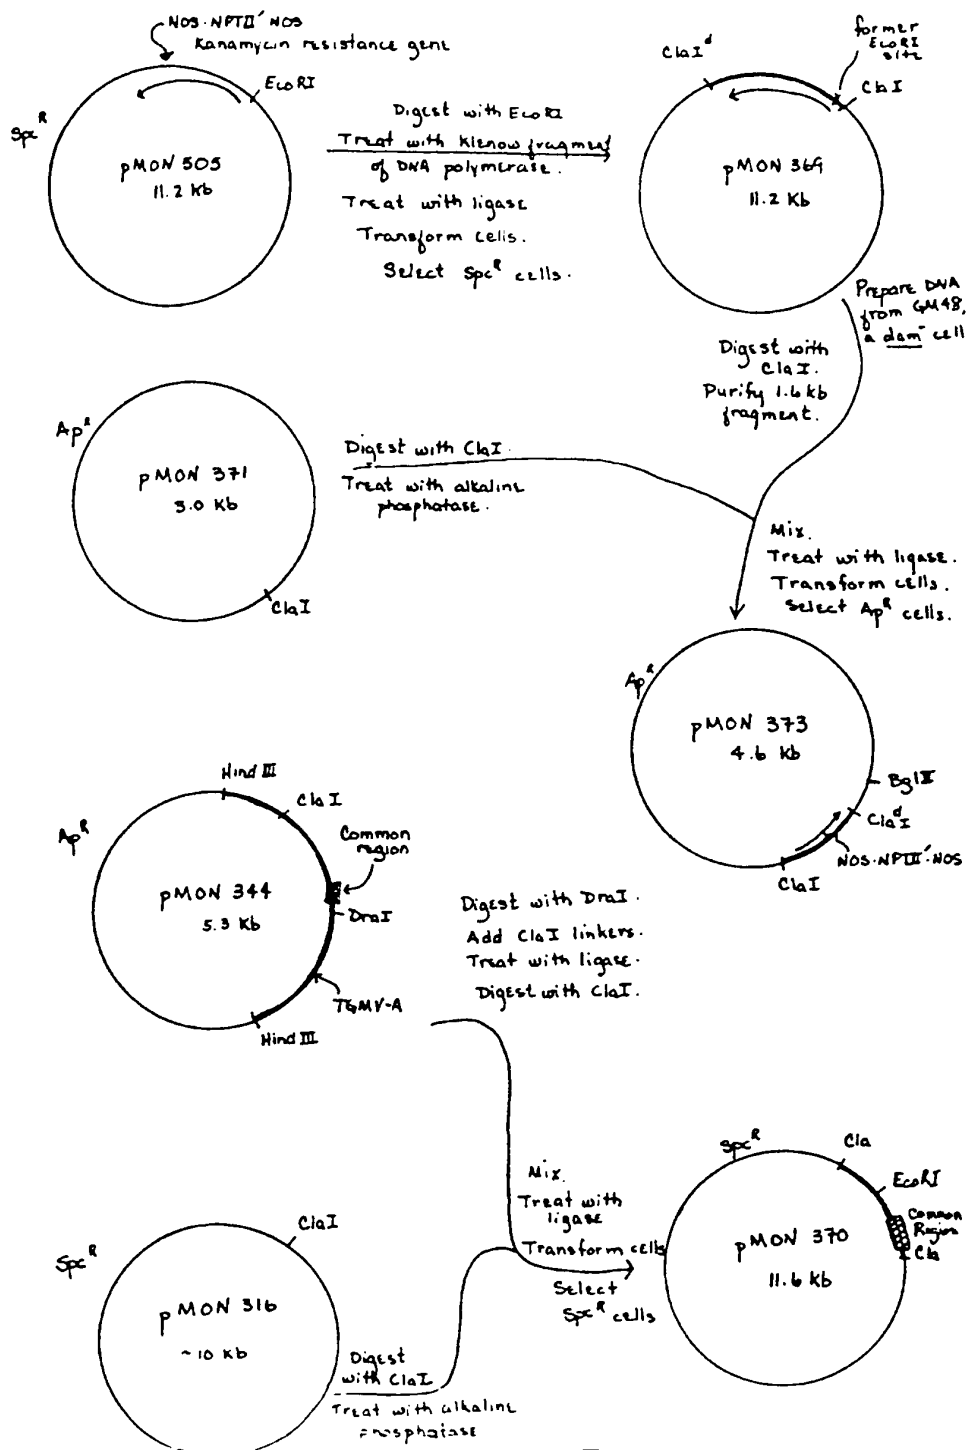 NOS·NPTII'NOS
Kanamycin resistance gene
EcoRI
Spc^R
pMON 505
11.2 Kb
Digest with EcoRI
Treat with Klenow fragment
of DNA polymerase.
Treat with ligase
Transform cells.
Select Spc^R cells.
ClaI^d
former
EcoRI
site
ClaI
pMON 369
11.2 Kb
Prepare DNA
from GM48,
a dam^- cell
Digest with
ClaI.
Purify 1.6 kb
fragment.
Ap^R
pMON 371
3.0 Kb
ClaI
Digest with ClaI.
Treat with alkaline
phosphatase.
Mix.
Treat with ligase.
Transform cells.
Select Ap^R cells.
Ap^R
pMON 373
4.6 Kb
BglII
Cla^dI
NOS·NPTII'·NOS
ClaI
Hind III
ClaI
Ap^R
Common
region
pMON 344
5.3 Kb
DraI
TGMV-A
Hind III
Digest with DraI.
Add ClaI linkers.
Treat with ligase.
Digest with ClaI.
Mix.
Treat with
ligase
Transform cells
Select
Spc^R cells
ClaI
Spc^R
pMON 316
~10 Kb
Digest
with ClaI
Treat with alkaline
phosphatase
Spc^R
Cla
EcoRI
Common
Region
Cla
pMON 370
11.6 Kb